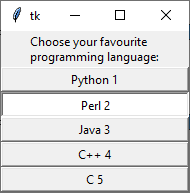 tk
Choose your favourite
programming language:
Python 1
Perl 2
Java 3
C++ 4
C 5